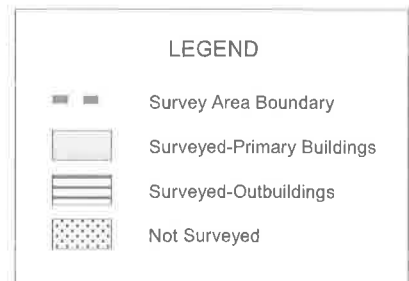 LEGEND
Survey Area Boundary
Surveyed-Primary Buildings
Surveyed-Outbuildings
Not Surveyed